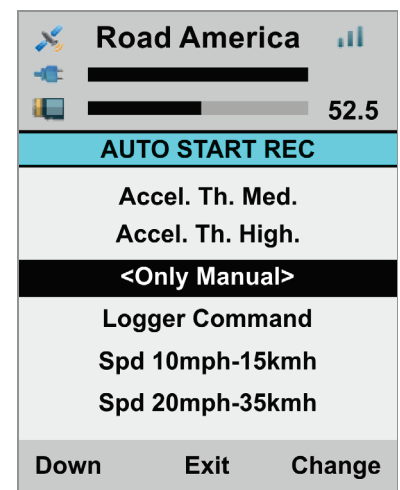 Road America
52.5
AUTO START REC
Accel. Th. Med.
Accel. Th. High.
<Only Manual>
Logger Command
Spd 10mph-15kmh
Spd 20mph-35kmh
Down Exit Change